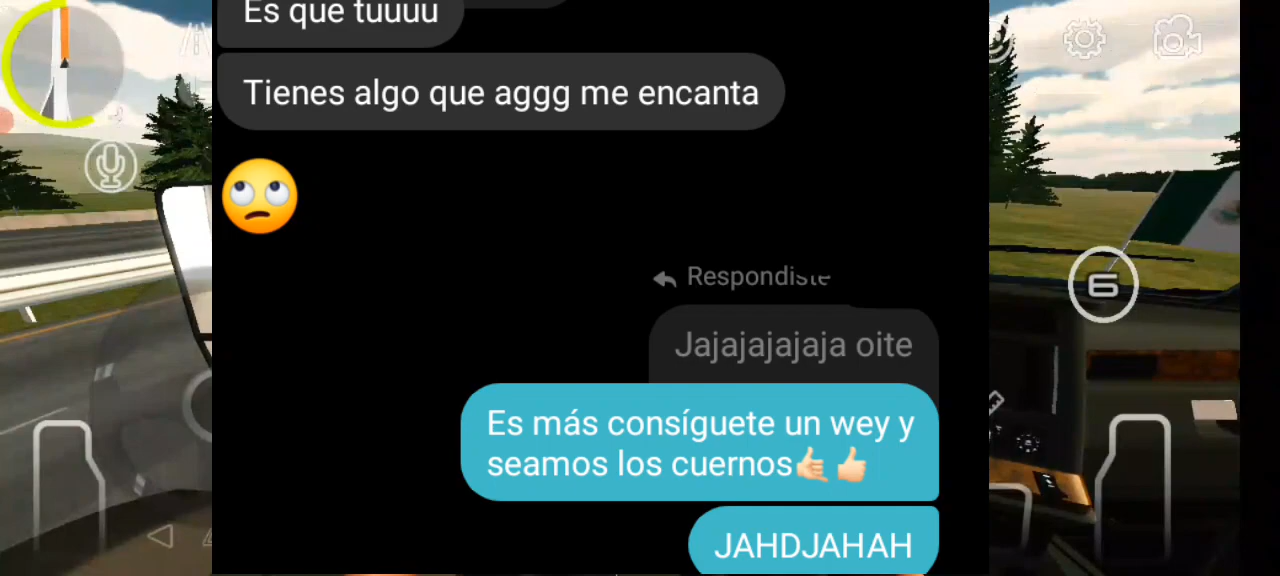 Es que tuuuu
Tienes algo que aggg me encanta
Respondiste
Jajajajajaja oite
Es más consíguete un wey y
seamos los cuernos
JAHDJAHAH
6